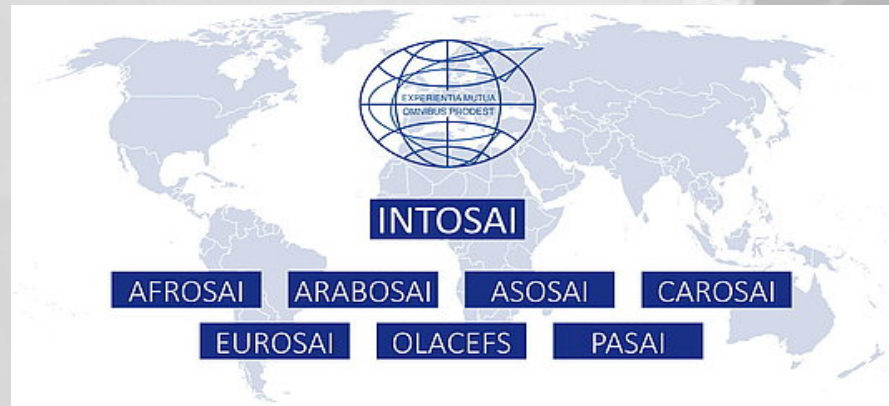 EXPERIENTIA MUTUA
OMNIBUS PRODEST
INTOSAI
AFROSAI ARABOSAI ASOSAI CAROSAI
EUROSAI OLACEFS PASAI